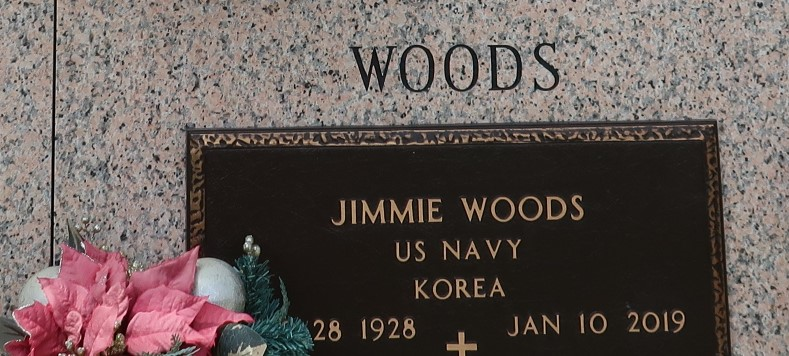 WOODS
JIMMIE WOODS
US NAVY
KOREA
28 1928 JAN 10 2019